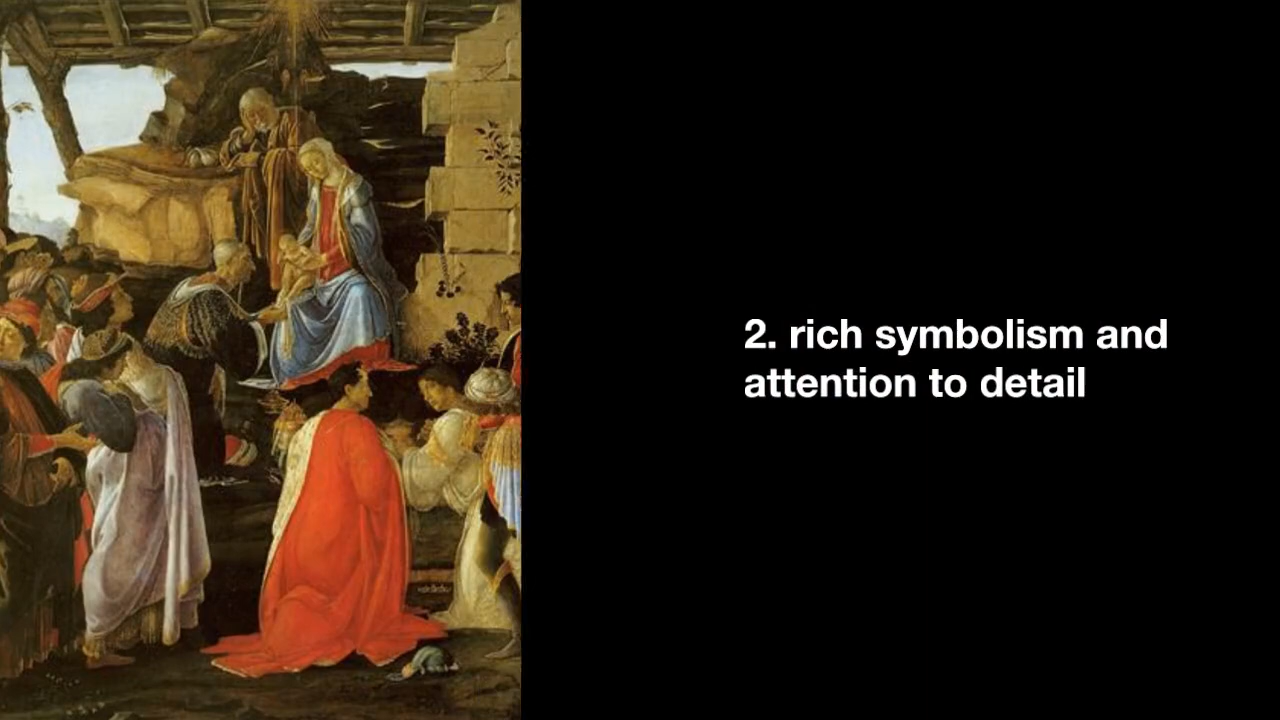 2. rich symbolism and
attention to detail